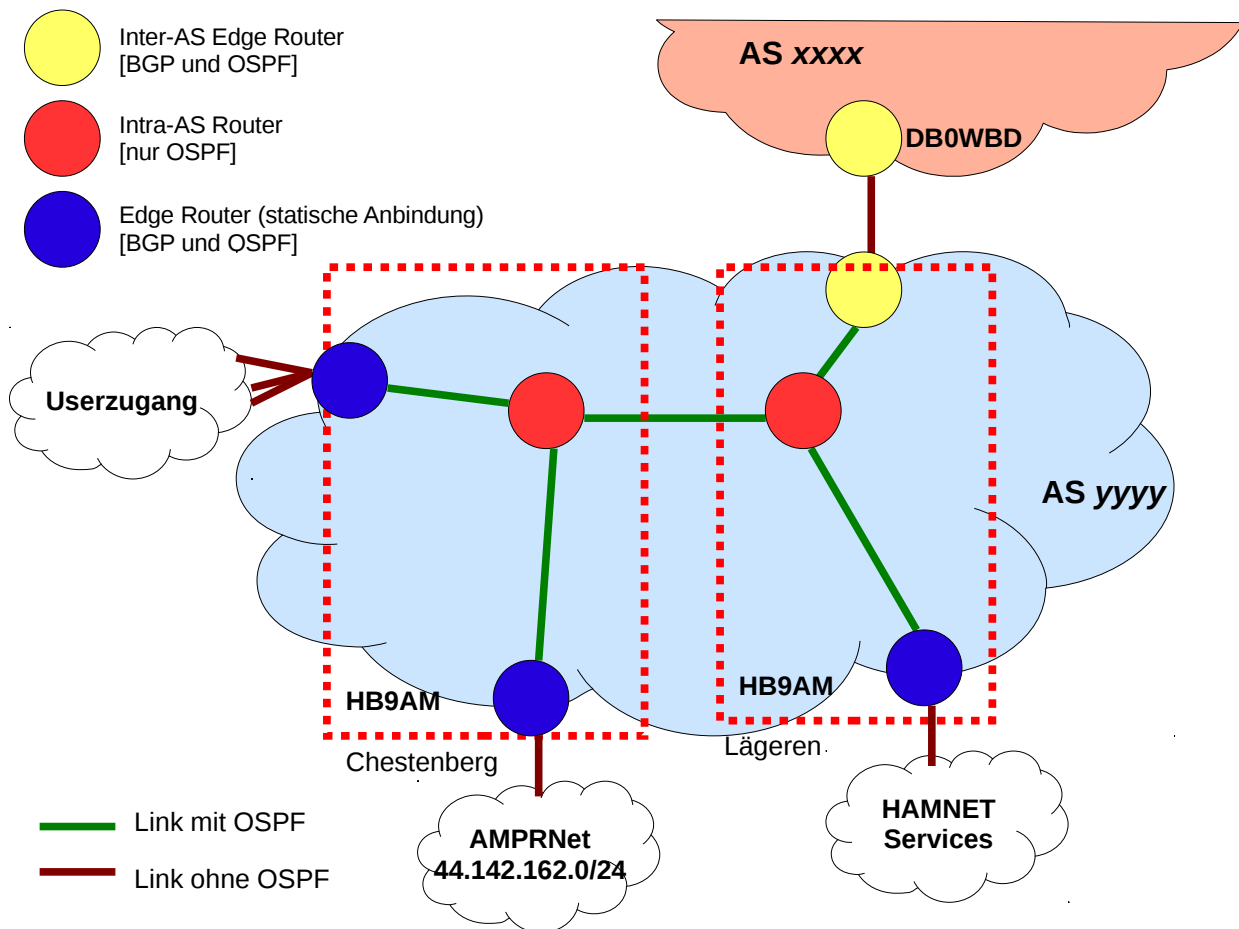 Inter-AS Edge Router
[BGP und OSPF]
Intra-AS Router
[nur OSPF]
Edge Router (statische Anbindung)
[BGP und OSPF]
AS xxxx
DB0WBD
Userzugang
AS yyyy
HB9AM
Chestenberg
HB9AM
Lägeren
AMPRNet
44.142.162.0/24
HAMNET
Services
Link mit OSPF
Link ohne OSPF